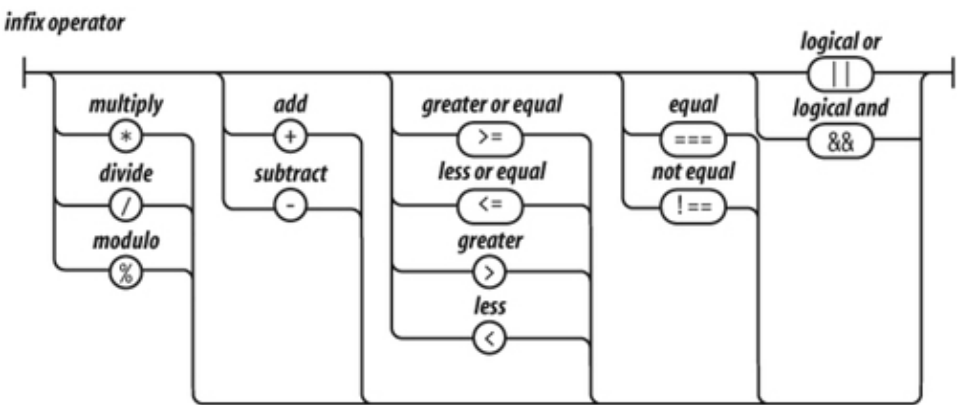 infix operator
logical or
||
multiply add greater or equal equal logical and
* + >= === &&
divide subtract less or equal not equal
/ - <= !==
modulo greater
% >
less
<